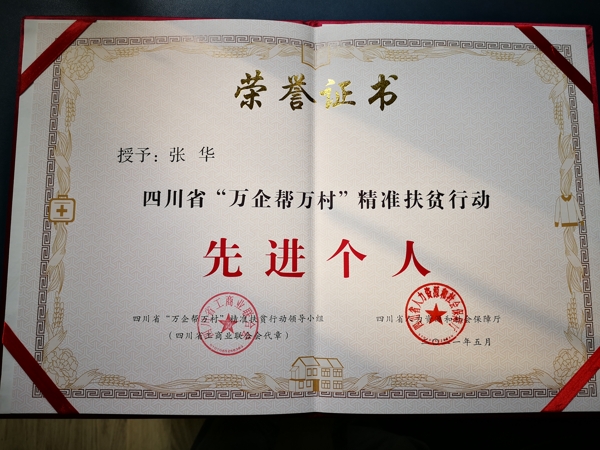 荣誉证书
授予：张 华
四川省“万企帮万村”精准扶贫行动
先进个人
四川省“万企帮万村”精准扶贫行动领导小组
（四川省工商业联合会代章）
四川省人力资源和社会保障厅
一年五月